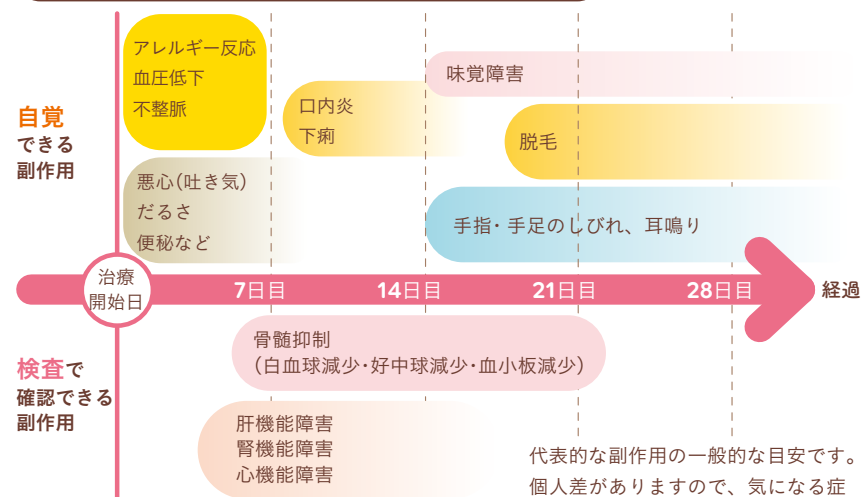 アレルギー反応
血圧低下
不整脈
味覚障害
口内炎
下痢
脱毛
自覚
できる
副作用
悪心(吐き気)
だるさ
便秘など
手指・手足のしびれ、耳鳴り
治療
開始日
7日目
14日目
21日目
28日目
経過
骨髄抑制
(白血球減少・好中球減少・血小板減少)
検査で
確認できる
副作用
肝機能障害
腎機能障害
心機能障害
代表的な副作用の一般的な目安です。
個人差がありますので、気になる症